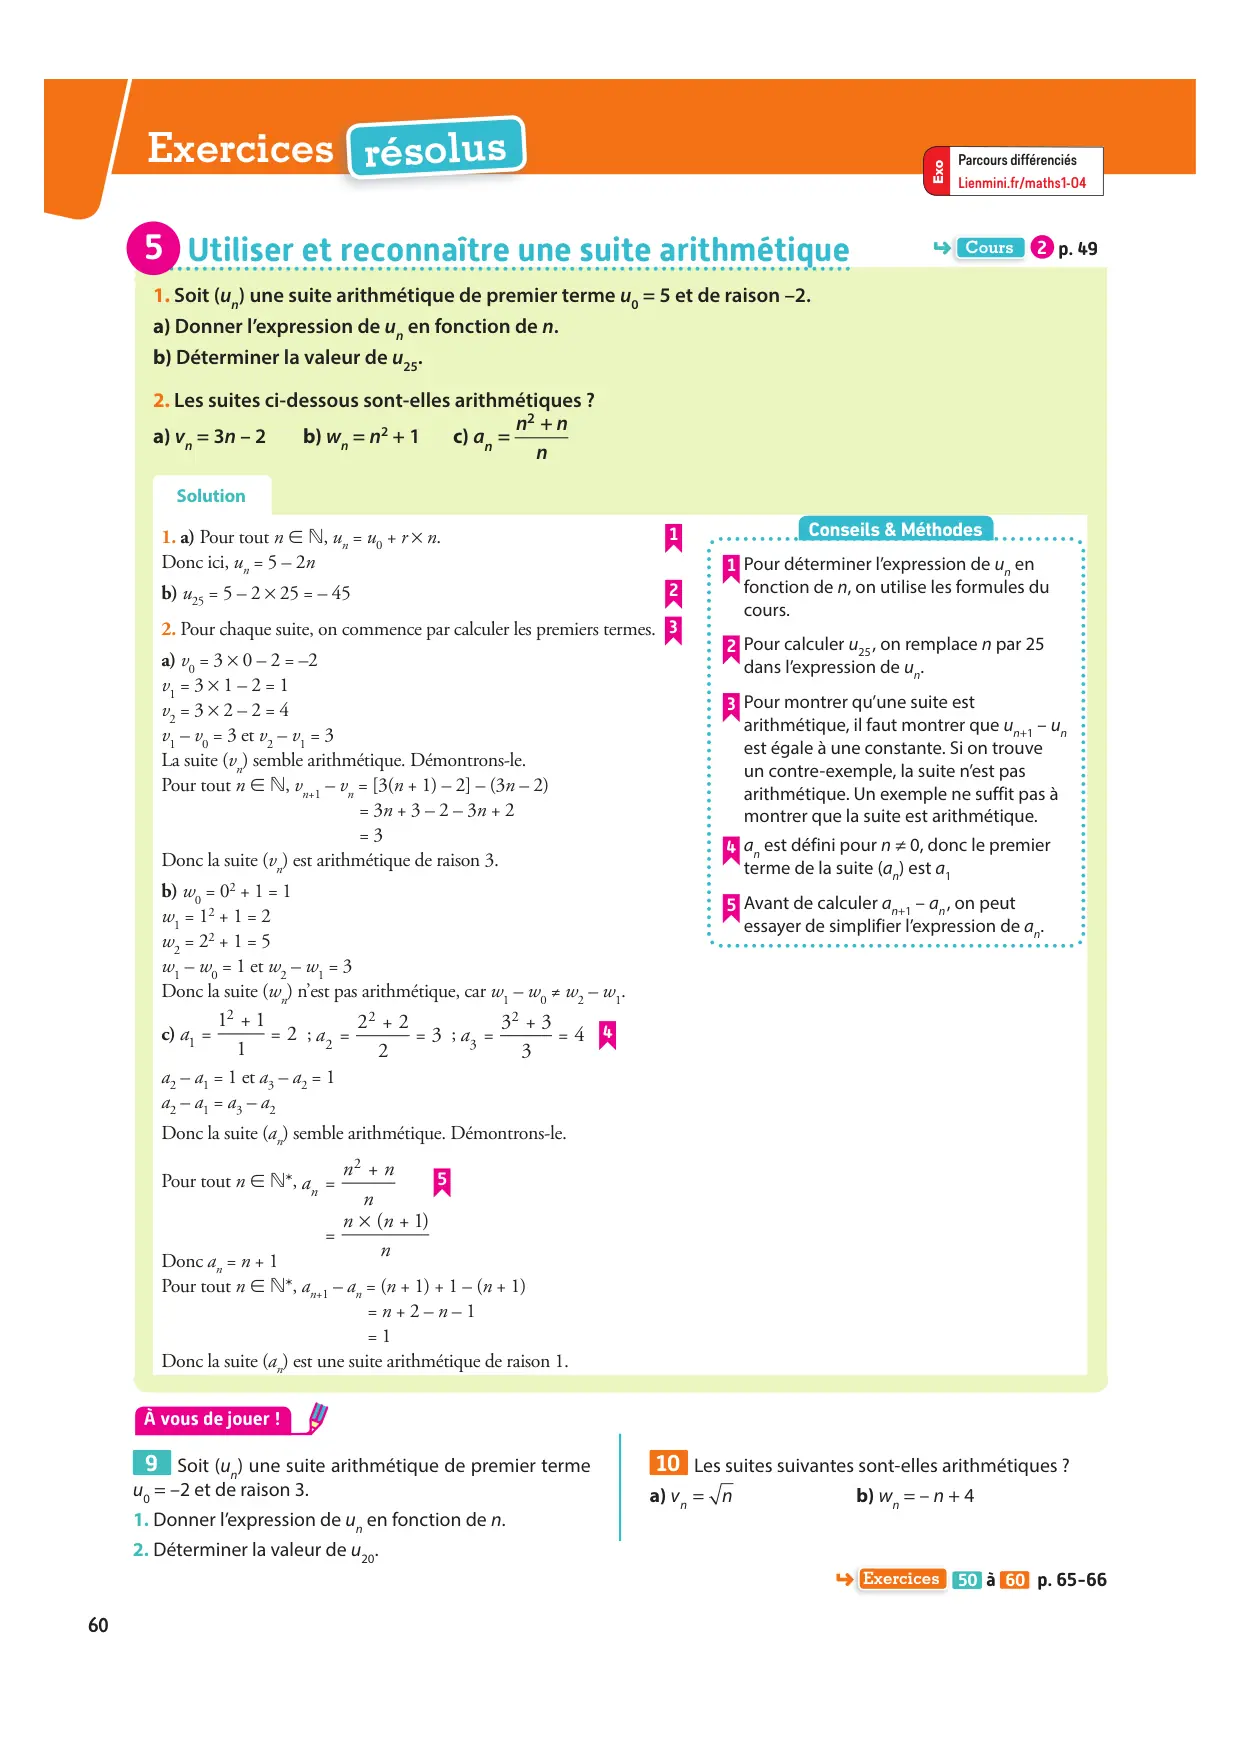 Exercices résolus
Exo
Parcours différenciés
Lienmini.fr/maths1-04
5 Utiliser et reconnaître une suite arithmétique
Cours 2 p. 49
1. Soit (uₙ) une suite arithmétique de premier terme u₀ = 5 et de raison –2.
a) Donner l’expression de uₙ en fonction de n.
b) Déterminer la valeur de u₂₅.
2. Les suites ci-dessous sont-elles arithmétiques ?
a) vₙ = 3n – 2 b) wₙ = n² + 1 c) aₙ = (n² + n)/n
Solution
1. a) Pour tout n ∈ ℕ, uₙ = u₀ + r × n. 1
Donc ici, uₙ = 5 – 2n
b) u₂₅ = 5 – 2 × 25 = – 45 2
2. Pour chaque suite, on commence par calculer les premiers termes. 3
a) v₀ = 3 × 0 – 2 = –2
v₁ = 3 × 1 – 2 = 1
v₂ = 3 × 2 – 2 = 4
v₁ – v₀ = 3 et v₂ – v₁ = 3
La suite (vₙ) semble arithmétique. Démontrons-le.
Pour tout n ∈ ℕ, vₙ₊₁ – vₙ = [3(n + 1) – 2] – (3n – 2)
= 3n + 3 – 2 – 3n + 2
= 3
Donc la suite (vₙ) est arithmétique de raison 3.
b) w₀ = 0² + 1 = 1
w₁ = 1² + 1 = 2
w₂ = 2² + 1 = 5
w₁ – w₀ = 1 et w₂ – w₁ = 3
Donc la suite (wₙ) n’est pas arithmétique, car w₁ – w₀ ≠ w₂ – w₁.
c) a₁ = (1² + 1)/1 = 2 ; a₂ = (2² + 2)/2 = 3 ; a₃ = (3² + 3)/3 = 4 4
a₂ – a₁ = 1 et a₃ – a₂ = 1
a₂ – a₁ = a₃ – a₂
Donc la suite (aₙ) semble arithmétique. Démontrons-le.
Pour tout n ∈ ℕ*, aₙ = (n² + n)/n 5
= (n × (n + 1))/n
Donc aₙ = n + 1
Pour tout n ∈ ℕ*, aₙ₊₁ – aₙ = (n + 1) + 1 – (n + 1)
= n + 2 – n – 1
= 1
Donc la suite (aₙ) est une suite arithmétique de raison 1.
Conseils & Méthodes
1 Pour déterminer l’expression de uₙ en
fonction de n, on utilise les formules du
cours.
2 Pour calculer u₂₅, on remplace n par 25
dans l’expression de uₙ.
3 Pour montrer qu’une suite est
arithmétique, il faut montrer que uₙ₊₁ – uₙ
est égale à une constante. Si on trouve
un contre-exemple, la suite n’est pas
arithmétique. Un exemple ne suffit pas à
montrer que la suite est arithmétique.
4 aₙ est défini pour n ≠ 0, donc le premier
terme de la suite (aₙ) est a₁
5 Avant de calculer aₙ₊₁ – aₙ, on peut
essayer de simplifier l’expression de aₙ.
À vous de jouer !
9 Soit (uₙ) une suite arithmétique de premier terme
u₀ = –2 et de raison 3.
1. Donner l’expression de uₙ en fonction de n.
2. Déterminer la valeur de u₂₀.
10 Les suites suivantes sont-elles arithmétiques ?
a) vₙ = √n b) wₙ = – n + 4
Exercices 50 à 60 p. 65-66
60